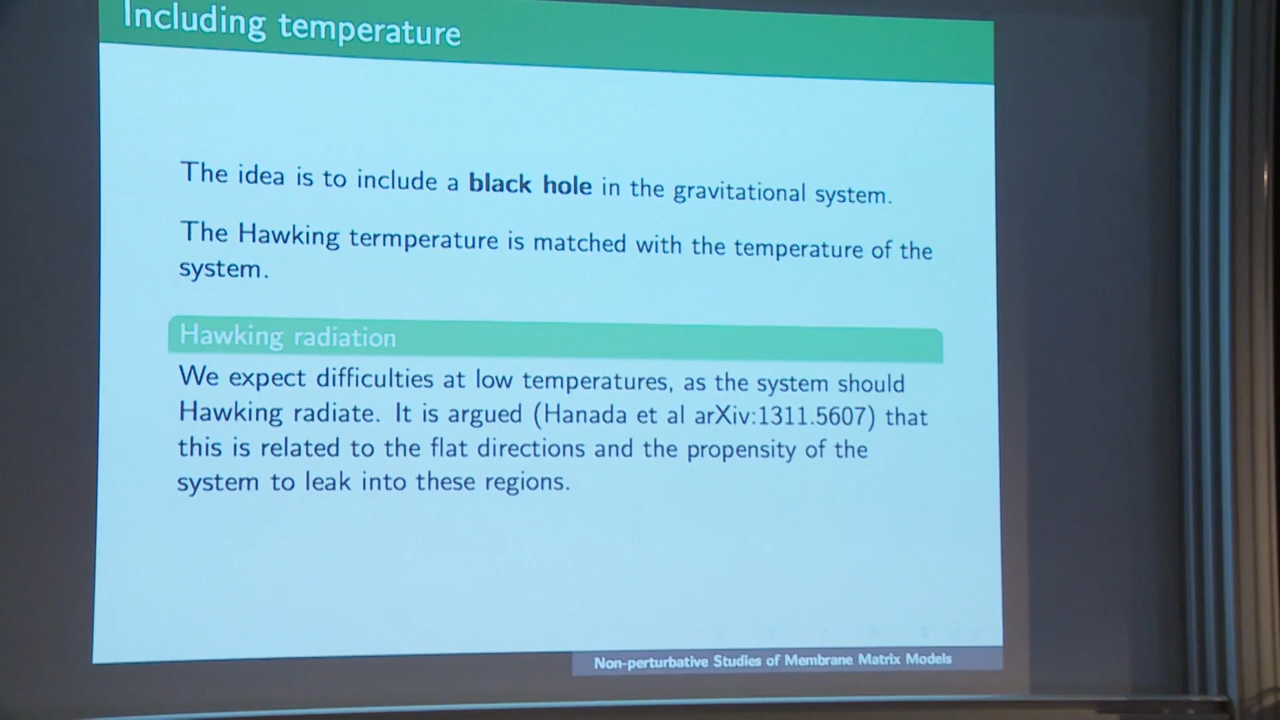 Including temperature
The idea is to include a black hole in the gravitational system.
The Hawking termperature is matched with the temperature of the
system.
Hawking radiation
We expect difficulties at low temperatures, as the system should
Hawking radiate. It is argued (Hanada et al arXiv:1311.5607) that
this is related to the flat directions and the propensity of the
system to leak into these regions.
Non-perturbative Studies of Membrane Matrix Models